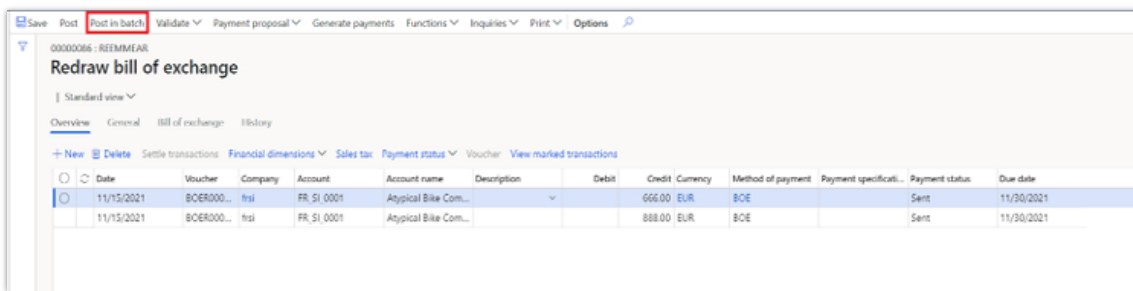 Save Post Post in batch Validate Payment proposal Generate payments Functions Inquiries Print Options
00000086 : REEMMEAR
Redraw bill of exchange
Standard view
Overview General Bill of exchange History
New Delete Settle transactions Financial dimensions Sales tax Payment status Voucher View marked transactions
Date Voucher Company Account Account name Description Debit Credit Currency Method of payment Payment specificati... Payment status Due date
11/15/2021 BOER000... frsi FR_SI_0001 Atypical Bike Com... 666.00 EUR BOE Sent 11/30/2021
11/15/2021 BOER000... frsi FR_SI_0001 Atypical Bike Com... 888.00 EUR BOE Sent 11/30/2021